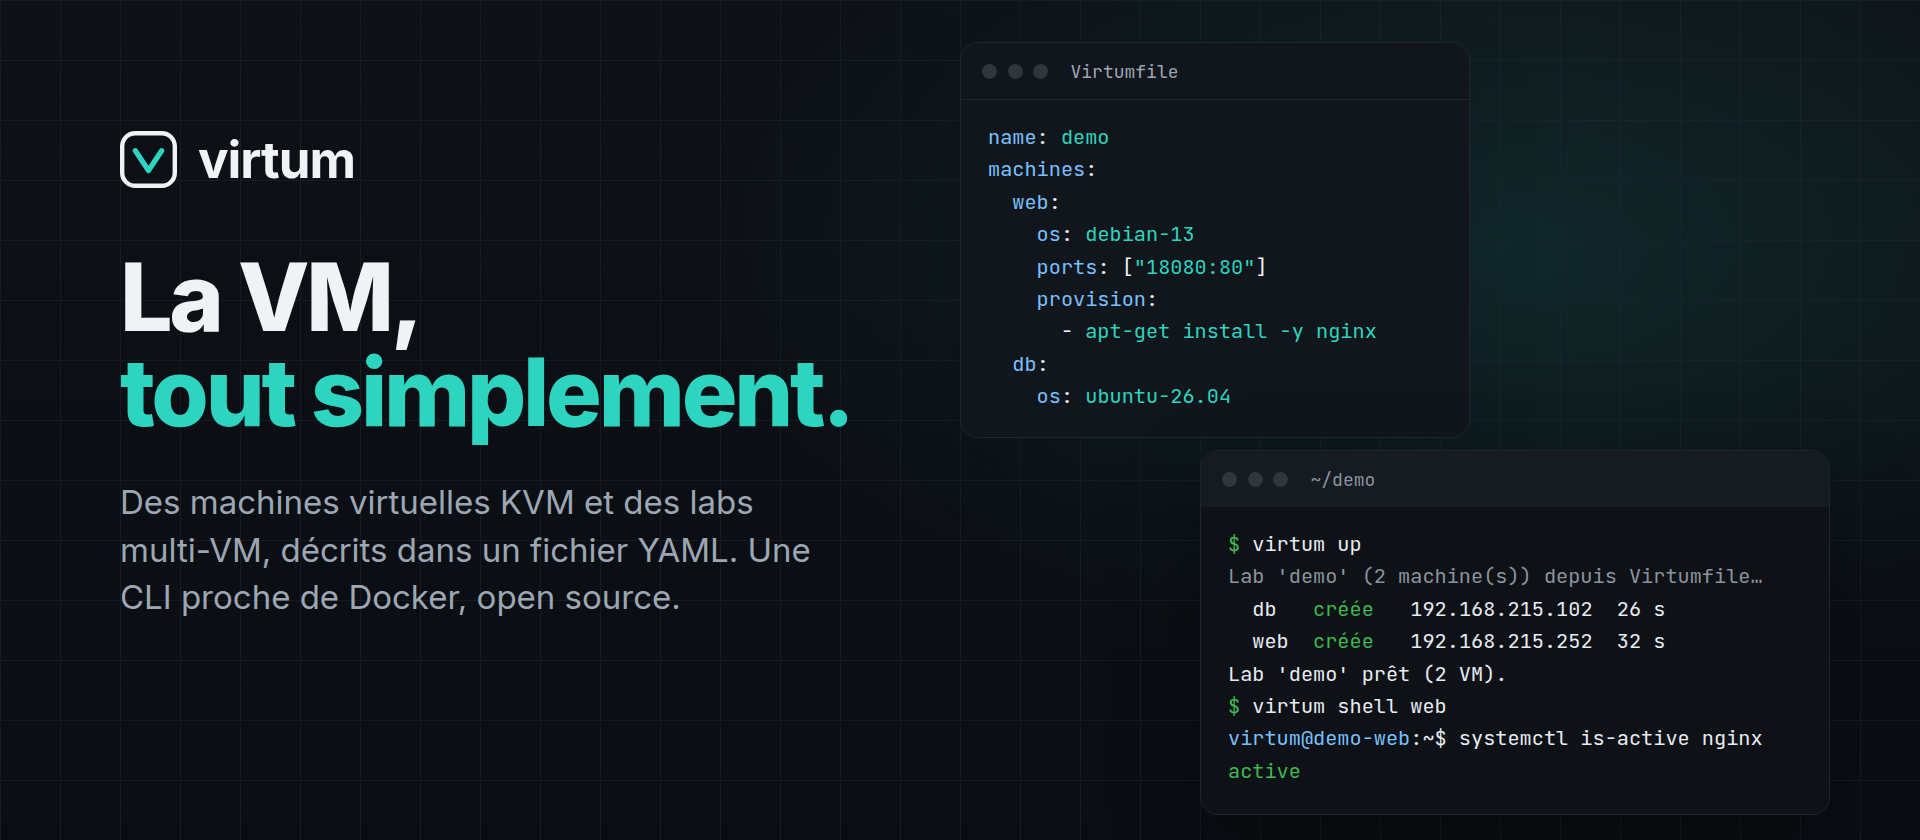 virtum
La VM,
tout simplement.
Des machines virtuelles KVM et des labs
multi-VM, décrits dans un fichier YAML. Une
CLI proche de Docker, open source.
Virtumfile
name: demo
machines:
  web:
    os: debian-13
    ports: ["18080:80"]
    provision:
      - apt-get install -y nginx
  db:
    os: ubuntu-26.04
~/demo
$ virtum up
Lab 'demo' (2 machine(s)) depuis Virtumfile…
  db   créée   192.168.215.102  26 s
  web  créée   192.168.215.252  32 s
Lab 'demo' prêt (2 VM).
$ virtum shell web
virtum@demo-web:~$ systemctl is-active nginx
active